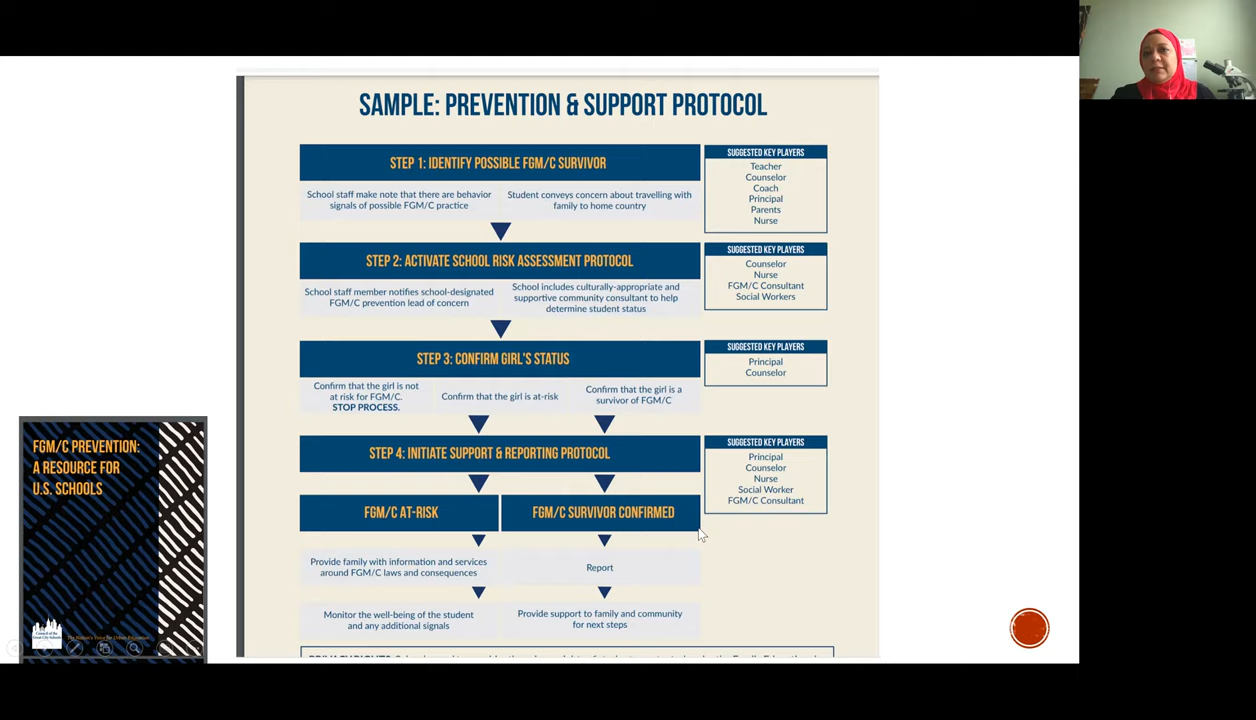 SAMPLE: PREVENTION & SUPPORT PROTOCOL
STEP 1: IDENTIFY POSSIBLE FGM/C SURVIVOR
School staff make note that there are behavior
signals of possible FGM/C practice
Student conveys concern about travelling with
family to home country
SUGGESTED KEY PLAYERS
Teacher
Counselor
Coach
Principal
Parents
Nurse
STEP 2: ACTIVATE SCHOOL RISK ASSESSMENT PROTOCOL
School staff member notifies school-designated
FGM/C prevention lead of concern
School includes culturally-appropriate and
supportive community consultant to help
determine student status
SUGGESTED KEY PLAYERS
Counselor
Nurse
FGM/C Consultant
Social Workers
STEP 3: CONFIRM GIRL'S STATUS
Confirm that the girl is not
at risk for FGM/C.
STOP PROCESS.
Confirm that the girl is at-risk
Confirm that the girl is a
survivor of FGM/C
SUGGESTED KEY PLAYERS
Principal
Counselor
STEP 4: INITIATE SUPPORT & REPORTING PROTOCOL
SUGGESTED KEY PLAYERS
Principal
Counselor
Nurse
Social Worker
FGM/C Consultant
FGM/C AT-RISK
FGM/C SURVIVOR CONFIRMED
Provide family with information and services
around FGM/C laws and consequences
Report
Monitor the well-being of the student
and any additional signals
Provide support to family and community
for next steps
FGM/C PREVENTION:
A RESOURCE FOR
U.S. SCHOOLS
Council of the
Great City Schools